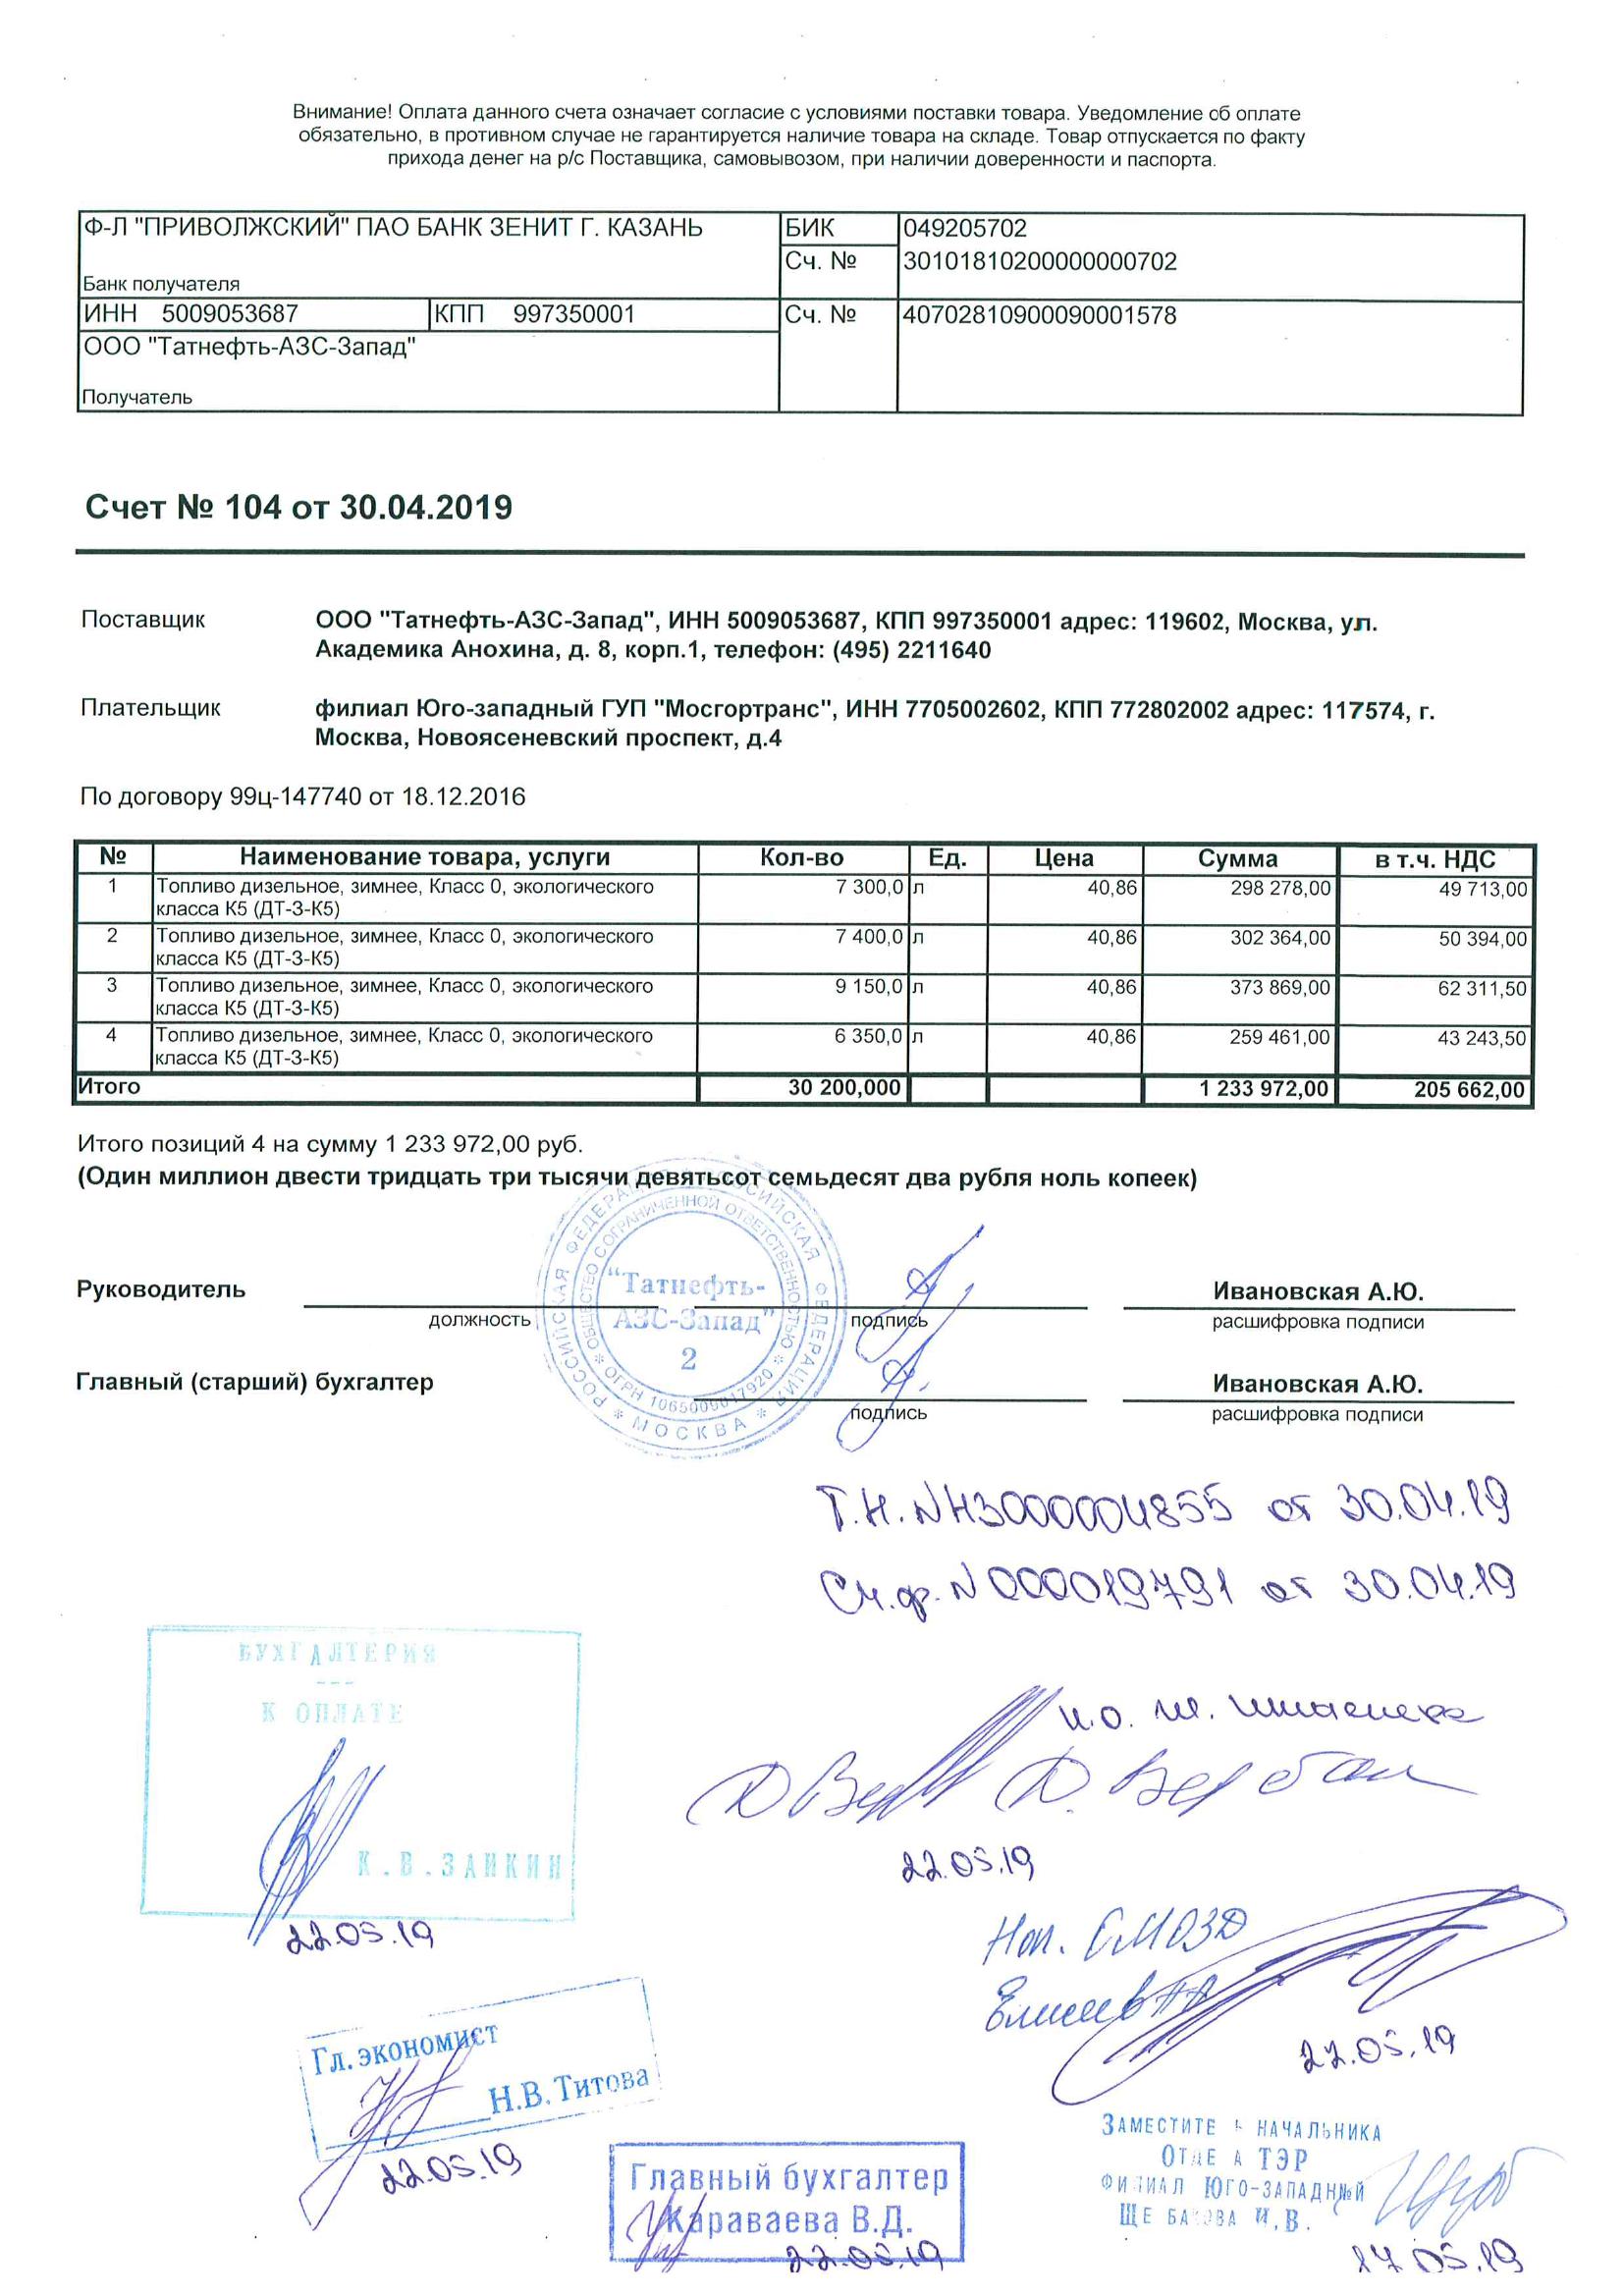 Внимание! Оплата данного счета означает согласие с условиями поставки товара. Уведомление об оплате
обязательно, в противном случае не гарантируется наличие товара на складе. Товар отпускается по факту
прихода денег на р/с Поставщика, самовывозом, при наличии доверенности и паспорта.
Ф-Л "ПРИВОЛЖСКИЙ" ПАО БАНК ЗЕНИТ Г. КАЗАНЬ БИК 049205702
Сч. № 30101810200000000702
Банк получателя
ИНН 5009053687 КПП 997350001 Сч. № 40702810900090001578
ООО "Татнефть-АЗС-Запад"
Получатель
Счет № 104 от 30.04.2019
Поставщик ООО "Татнефть-АЗС-Запад", ИНН 5009053687, КПП 997350001 адрес: 119602, Москва, ул.
Академика Анохина, д. 8, корп.1, телефон: (495) 2211640
Плательщик филиал Юго-западный ГУП "Мосгортранс", ИНН 7705002602, КПП 772802002 адрес: 117574, г.
Москва, Новоясеневский проспект, д.4
По договору 99ц-147740 от 18.12.2016
№ Наименование товара, услуги Кол-во Ед. Цена Сумма в т.ч. НДС
1 Топливо дизельное, зимнее, Класс 0, экологического 7 300,0 л 40,86 298 278,00 49 713,00
класса К5 (ДТ-З-К5)
2 Топливо дизельное, зимнее, Класс 0, экологического 7 400,0 л 40,86 302 364,00 50 394,00
класса К5 (ДТ-З-К5)
3 Топливо дизельное, зимнее, Класс 0, экологического 9 150,0 л 40,86 373 869,00 62 311,50
класса К5 (ДТ-З-К5)
4 Топливо дизельное, зимнее, Класс 0, экологического 6 350,0 л 40,86 259 461,00 43 243,50
класса К5 (ДТ-З-К5)
Итого 30 200,000 1 233 972,00 205 662,00
Итого позиций 4 на сумму 1 233 972,00 руб.
(Один миллион двести тридцать три тысячи девятьсот семьдесят два рубля ноль копеек)
РОССИЙСКАЯ ФЕДЕРАЦИЯ РОССИЙСКАЯ ФЕДЕРАЦИЯ * МОСКВА *
ОБЩЕСТВО С ОГРАНИЧЕННОЙ ОТВЕТСТВЕННОСТЬЮ * ОГРН 1065000017920 *
"Татнефть-
АЗС-Запад"
2
Руководитель Ивановская А.Ю.
должность подпись расшифровка подписи
Главный (старший) бухгалтер Ивановская А.Ю.
подпись расшифровка подписи
Т.Н.N НЗ000004855 от 30.04.19
Сч.ф. N 000019791 от 30.04.19
БУХГАЛТЕРИЯ
---
К ОПЛАТЕ
К.В.ЗАИКИН
22.05.19
И.О.
22.05.19
Нач. СМОЗД
Елисеев
22.05.19
Гл. экономист
Н.В. Титова
22.05.19
Главный бухгалтер
Караваева В.Д.
22.05.19
ЗАМЕСТИТЕ Ь НАЧАЛЬНИКА
ОТДЕ А ТЭР
ФИЛИАЛ ЮГО-ЗАПАДНЫЙ
ЩЕ БАКОВА И.В.
17.05.19